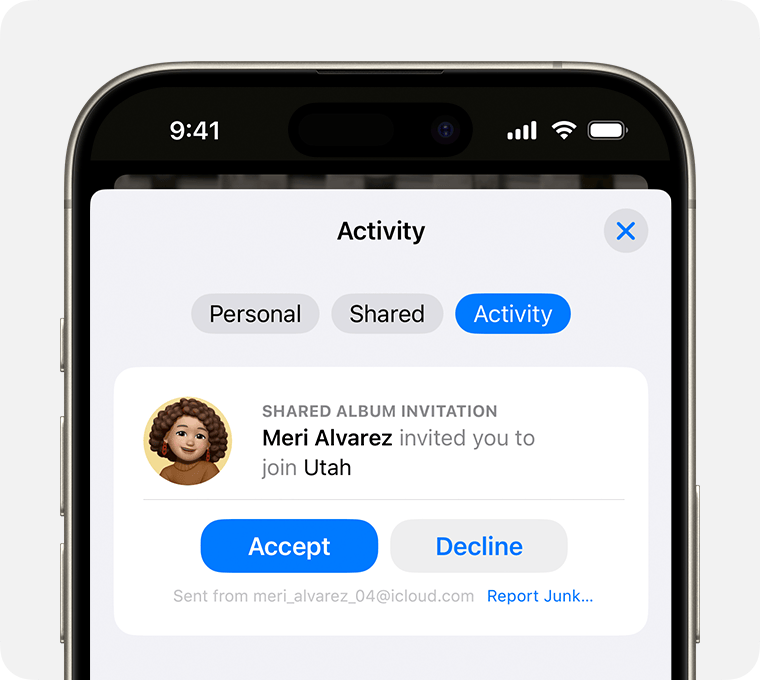 9:41
Activity
Personal
Shared
Activity
SHARED ALBUM INVITATION
Meri Alvarez invited you to
join Utah
Accept
Decline
Sent from meri_alvarez_04@icloud.com Report Junk...